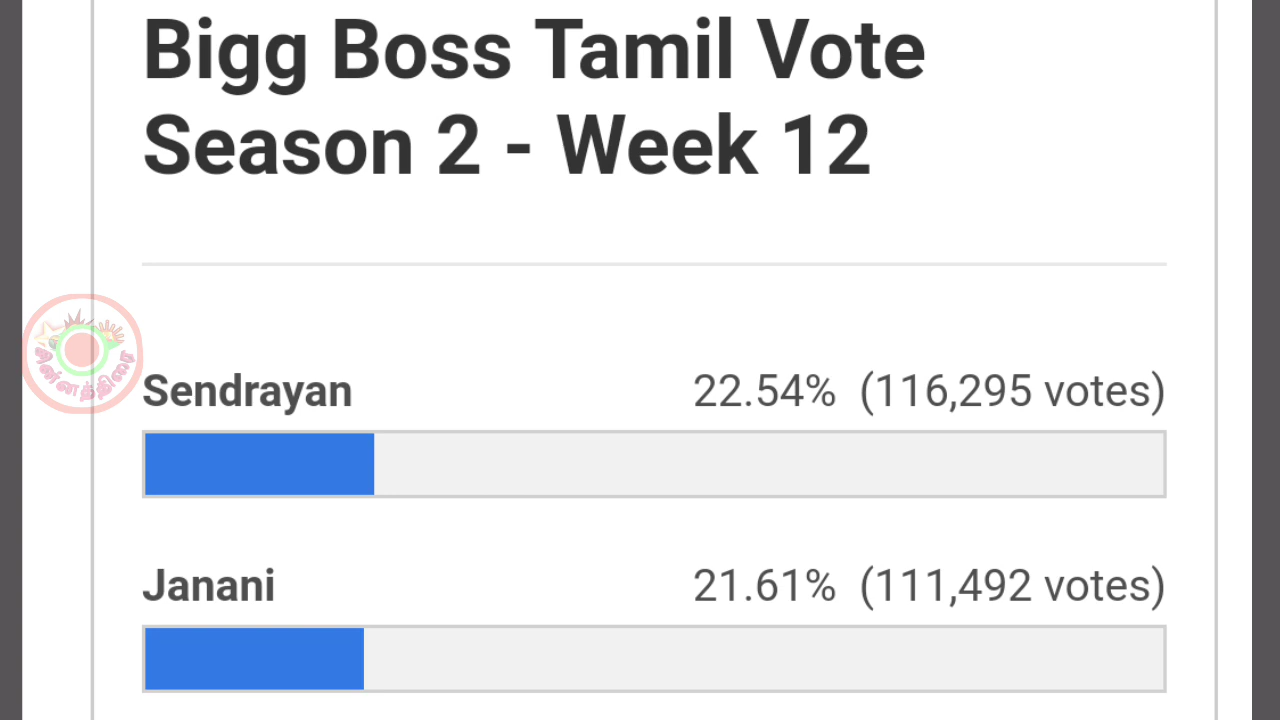 Bigg Boss Tamil Vote
Season 2 - Week 12
Sendrayan 22.54% (116,295 votes)
Janani 21.61% (111,492 votes)